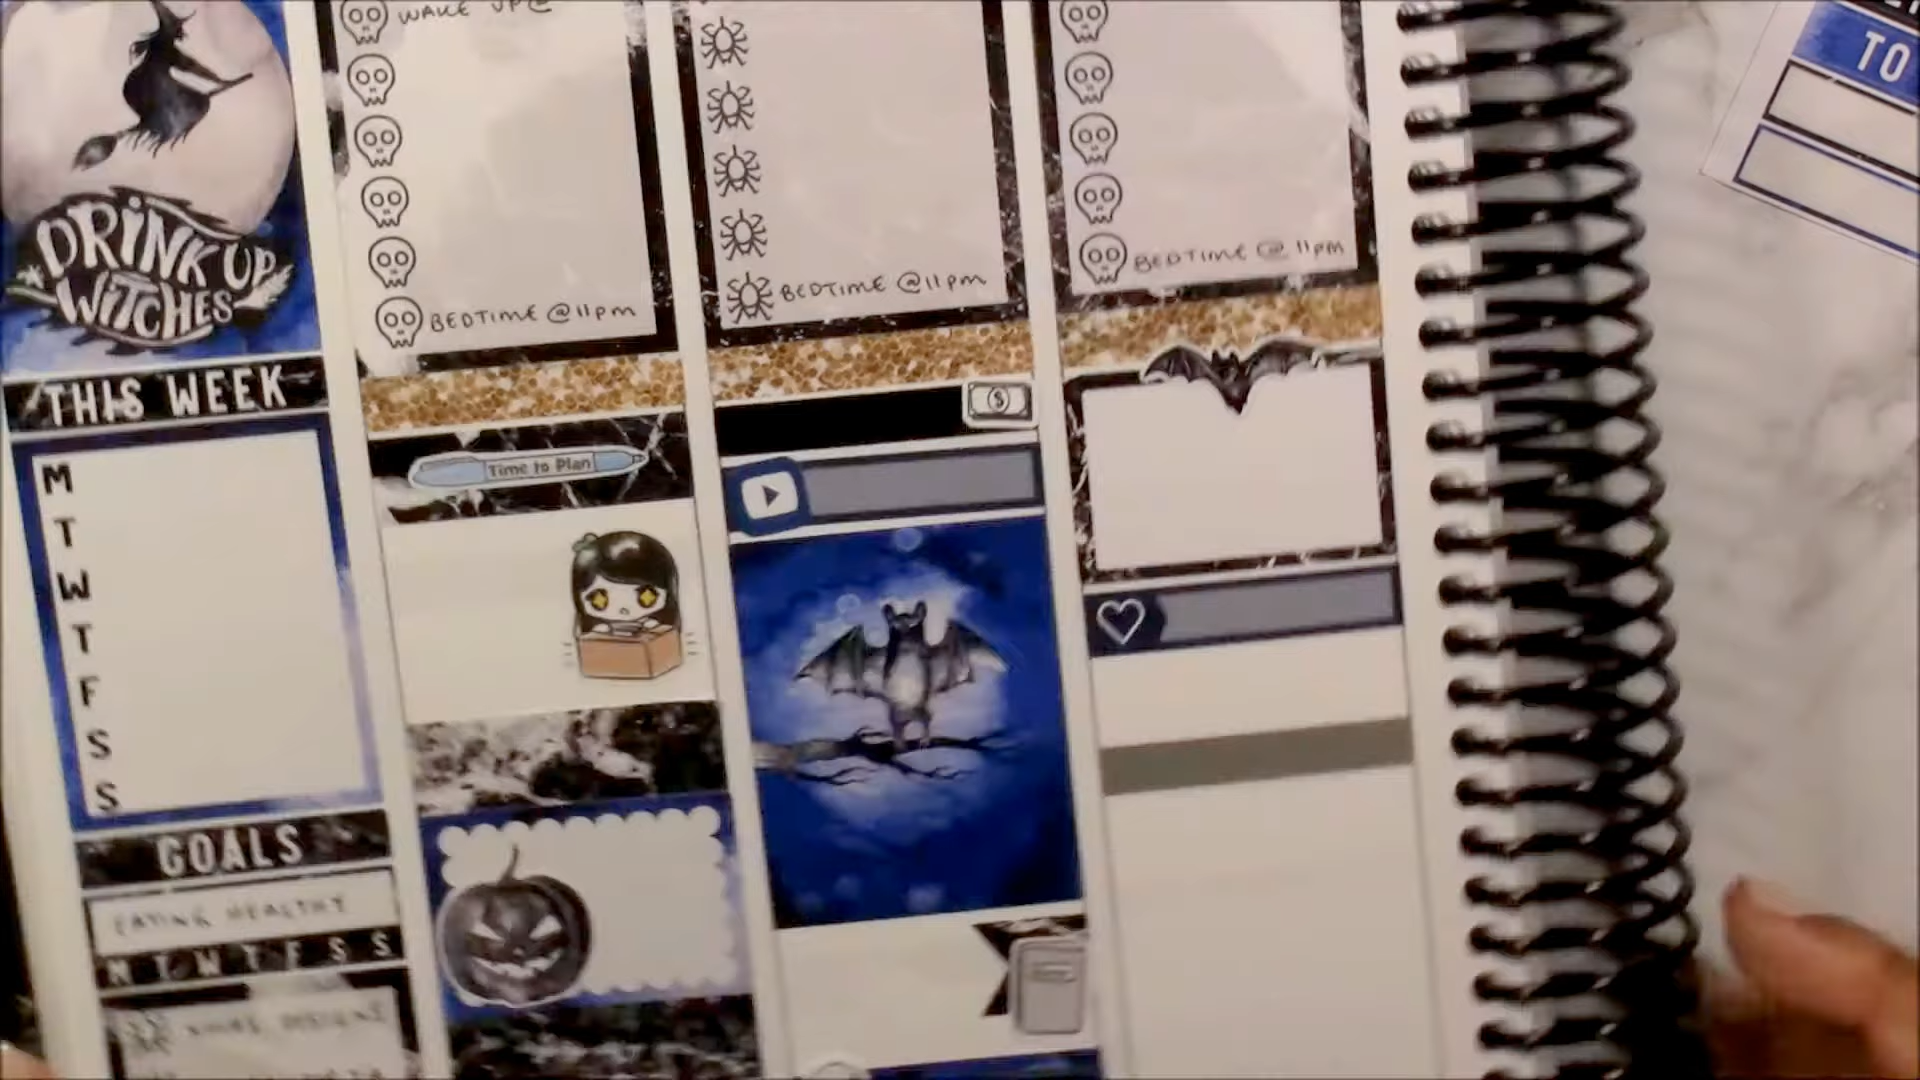 WAKE UP@
BEDTIME @11pm
BEDTIME @11pm
BEDTIME @ 11pm
TO
DRINK UP
WITCHES
THIS WEEK
M
T
W
T
F
S
S
Time to Plan
$
GOALS
EATING HEALTHY
M T W T F S S